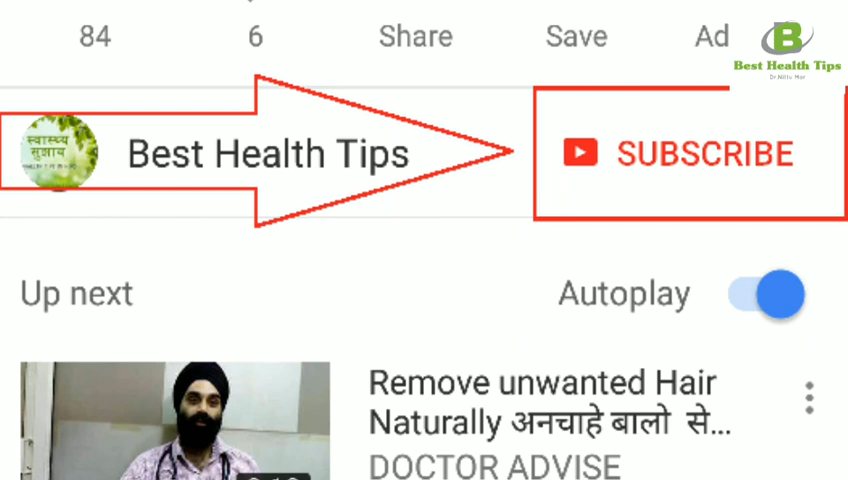 84 6 Share Save Ad
B
Best Health Tips
स्वास्थ्य
सुझाव
Best Health Tips SUBSCRIBE
Up next Autoplay
Remove unwanted Hair
Naturally अनचाहे बालो से...
DOCTOR ADVISE